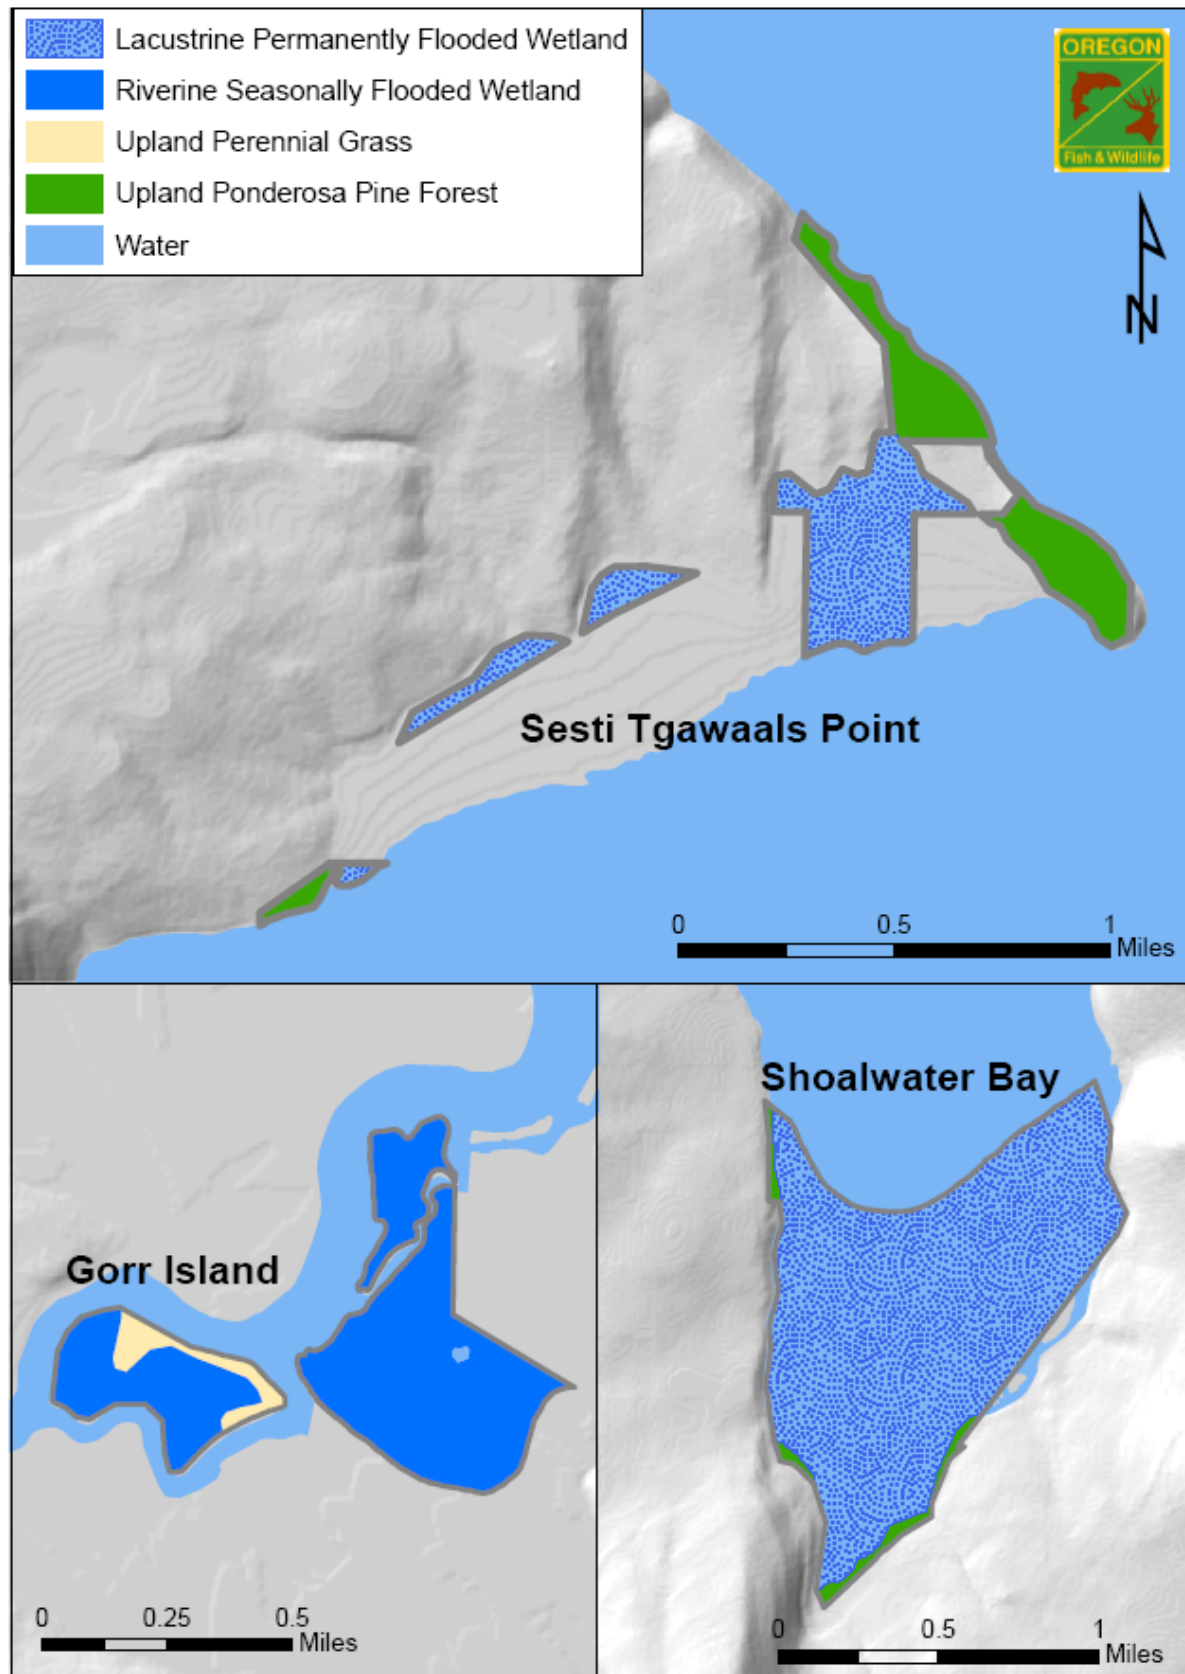 Lacustrine Permanently Flooded Wetland
Riverine Seasonally Flooded Wetland
Upland Perennial Grass
Upland Ponderosa Pine Forest
Water
OREGON
Fish & Wildlife
N
Sesti Tgawaals Point
0 0.5 1
Miles
Gorr Island
0 0.25 0.5
Miles
Shoalwater Bay
0 0.5 1
Miles